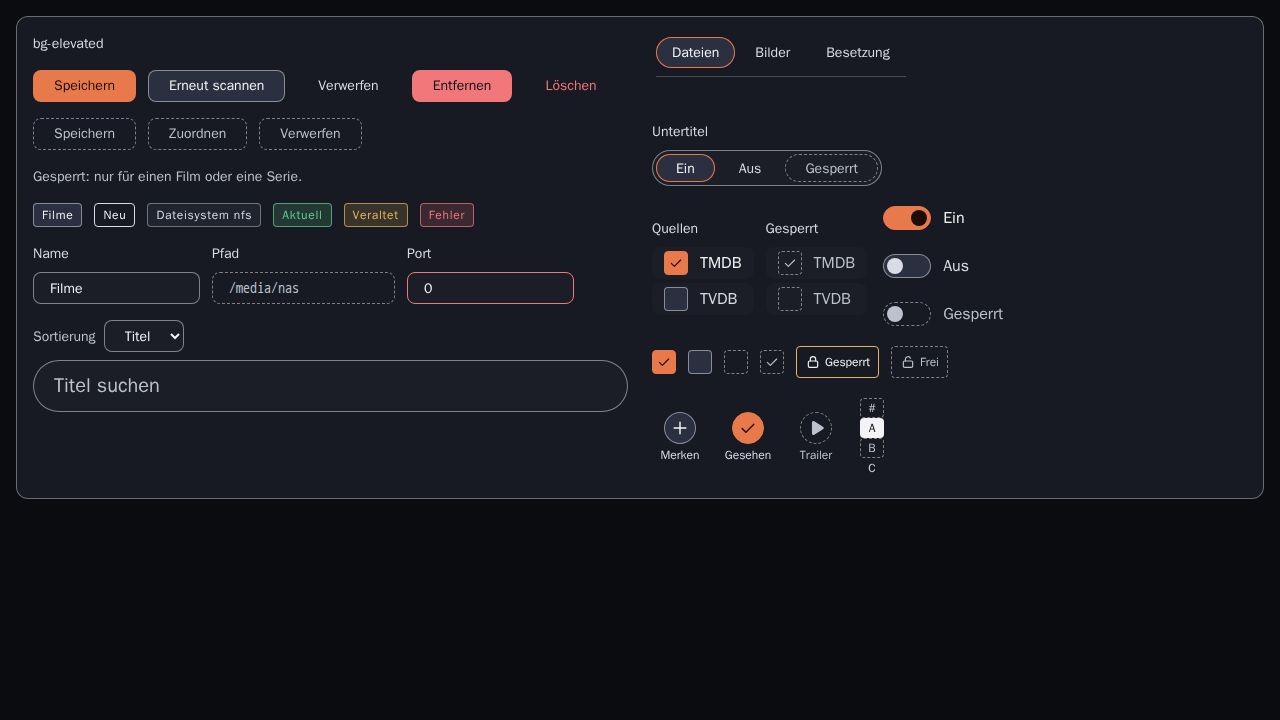 bg-elevated
Speichern Erneut scannen Verwerfen Entfernen Löschen
Speichern Zuordnen Verwerfen
Gesperrt: nur für einen Film oder eine Serie.
Filme Neu Dateisystem nfs Aktuell Veraltet Fehler
Name Pfad Port
Filme /media/nas 0
Sortierung Titel
Titel suchen
Dateien Bilder Besetzung
Untertitel
Ein Aus Gesperrt
Quellen Gesperrt
TMDB TMDB
TVDB TVDB
Ein
Aus
Gesperrt
Gesperrt Frei
Merken Gesehen Trailer
#
A
B
C